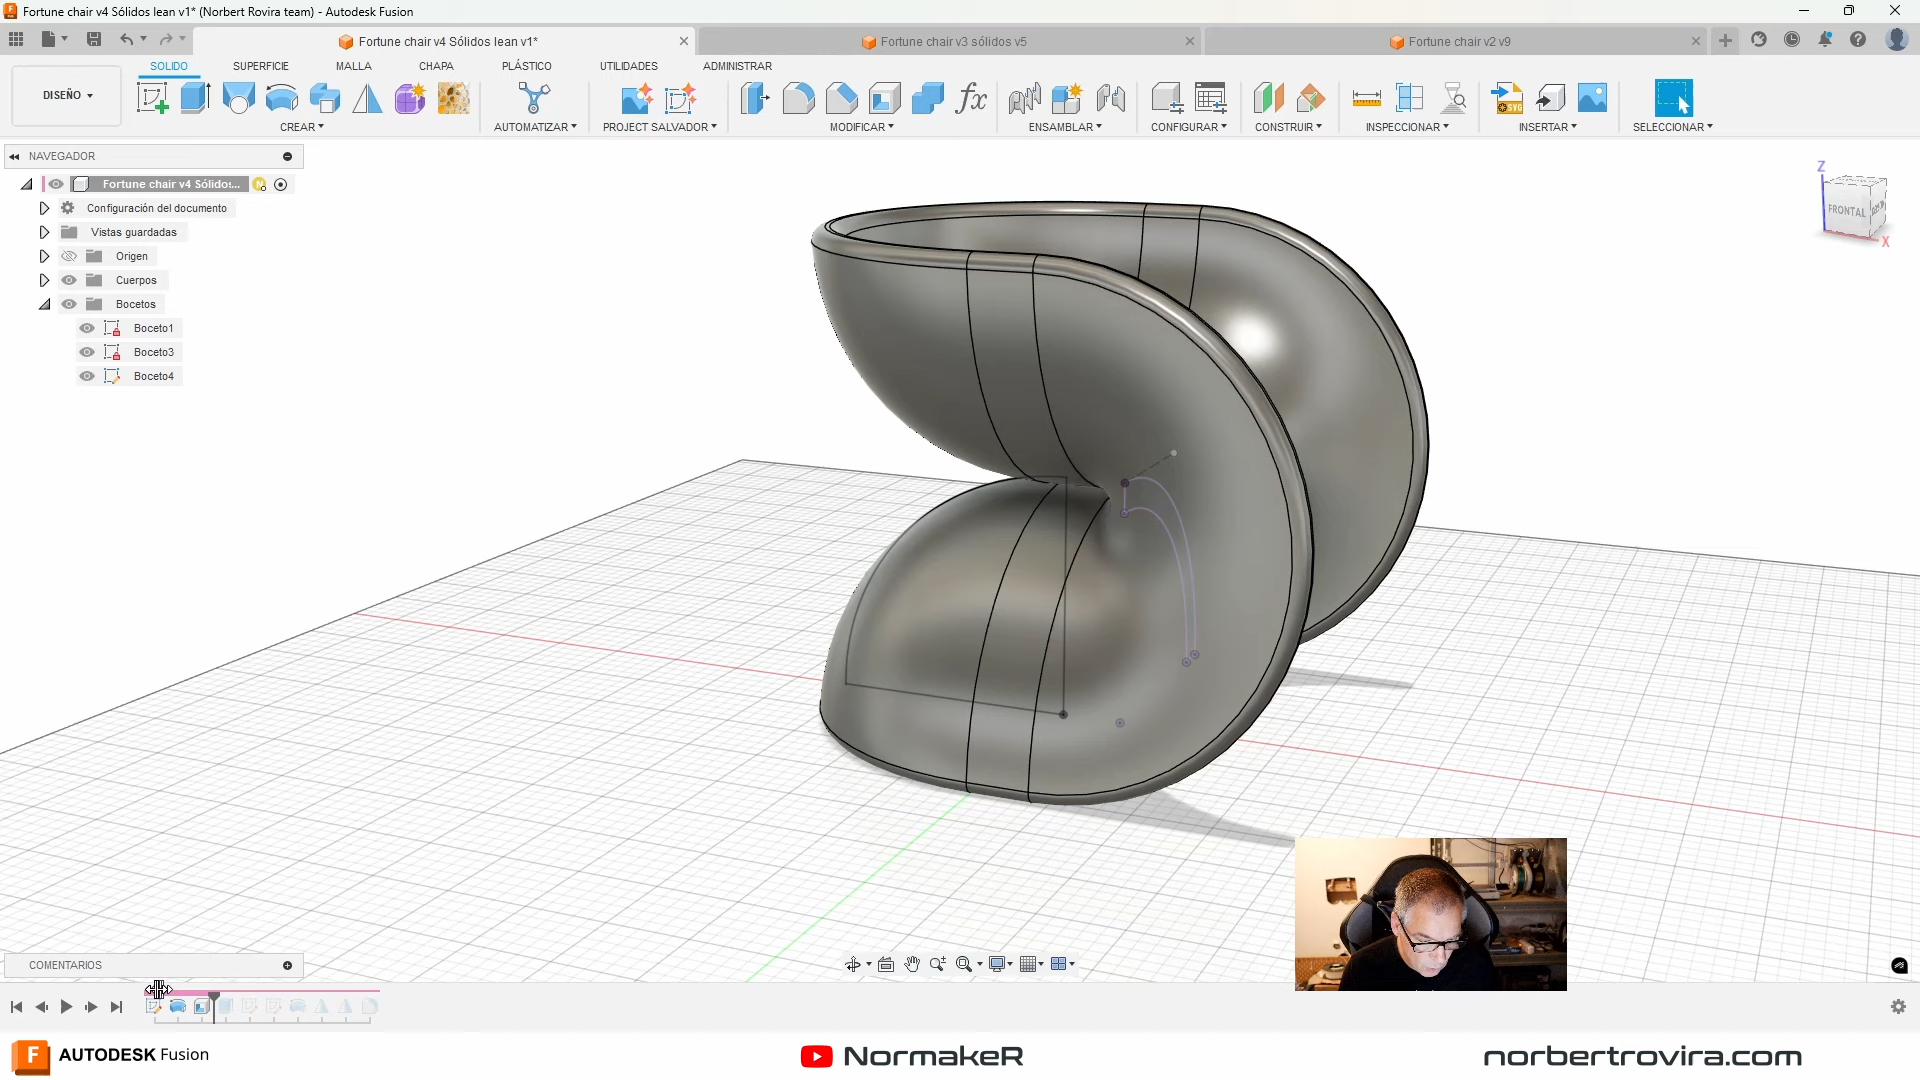 Fortune chair v4 Sólidos lean v1* (Norbert Rovira team) - Autodesk Fusion
Fortune chair v4 Sólidos lean v1*
Fortune chair v3 sólidos v5
Fortune chair v2 v9
SOLIDO SUPERFICIE MALLA CHAPA PLÁSTICO UTILIDADES ADMINISTRAR
DISEÑO
CREAR AUTOMATIZAR PROJECT SALVADOR MODIFICAR ENSAMBLAR CONFIGURAR CONSTRUIR INSPECCIONAR INSERTAR SELECCIONAR
NAVEGADOR
Fortune chair v4 Sólido:...
Configuración del documento
Vistas guardadas
Origen
Cuerpos
Bocetos
Boceto1
Boceto3
Boceto4
Z
FRONTAL
X
COMENTARIOS
F AUTODESK Fusion
NormakeR
norbertrovira.com